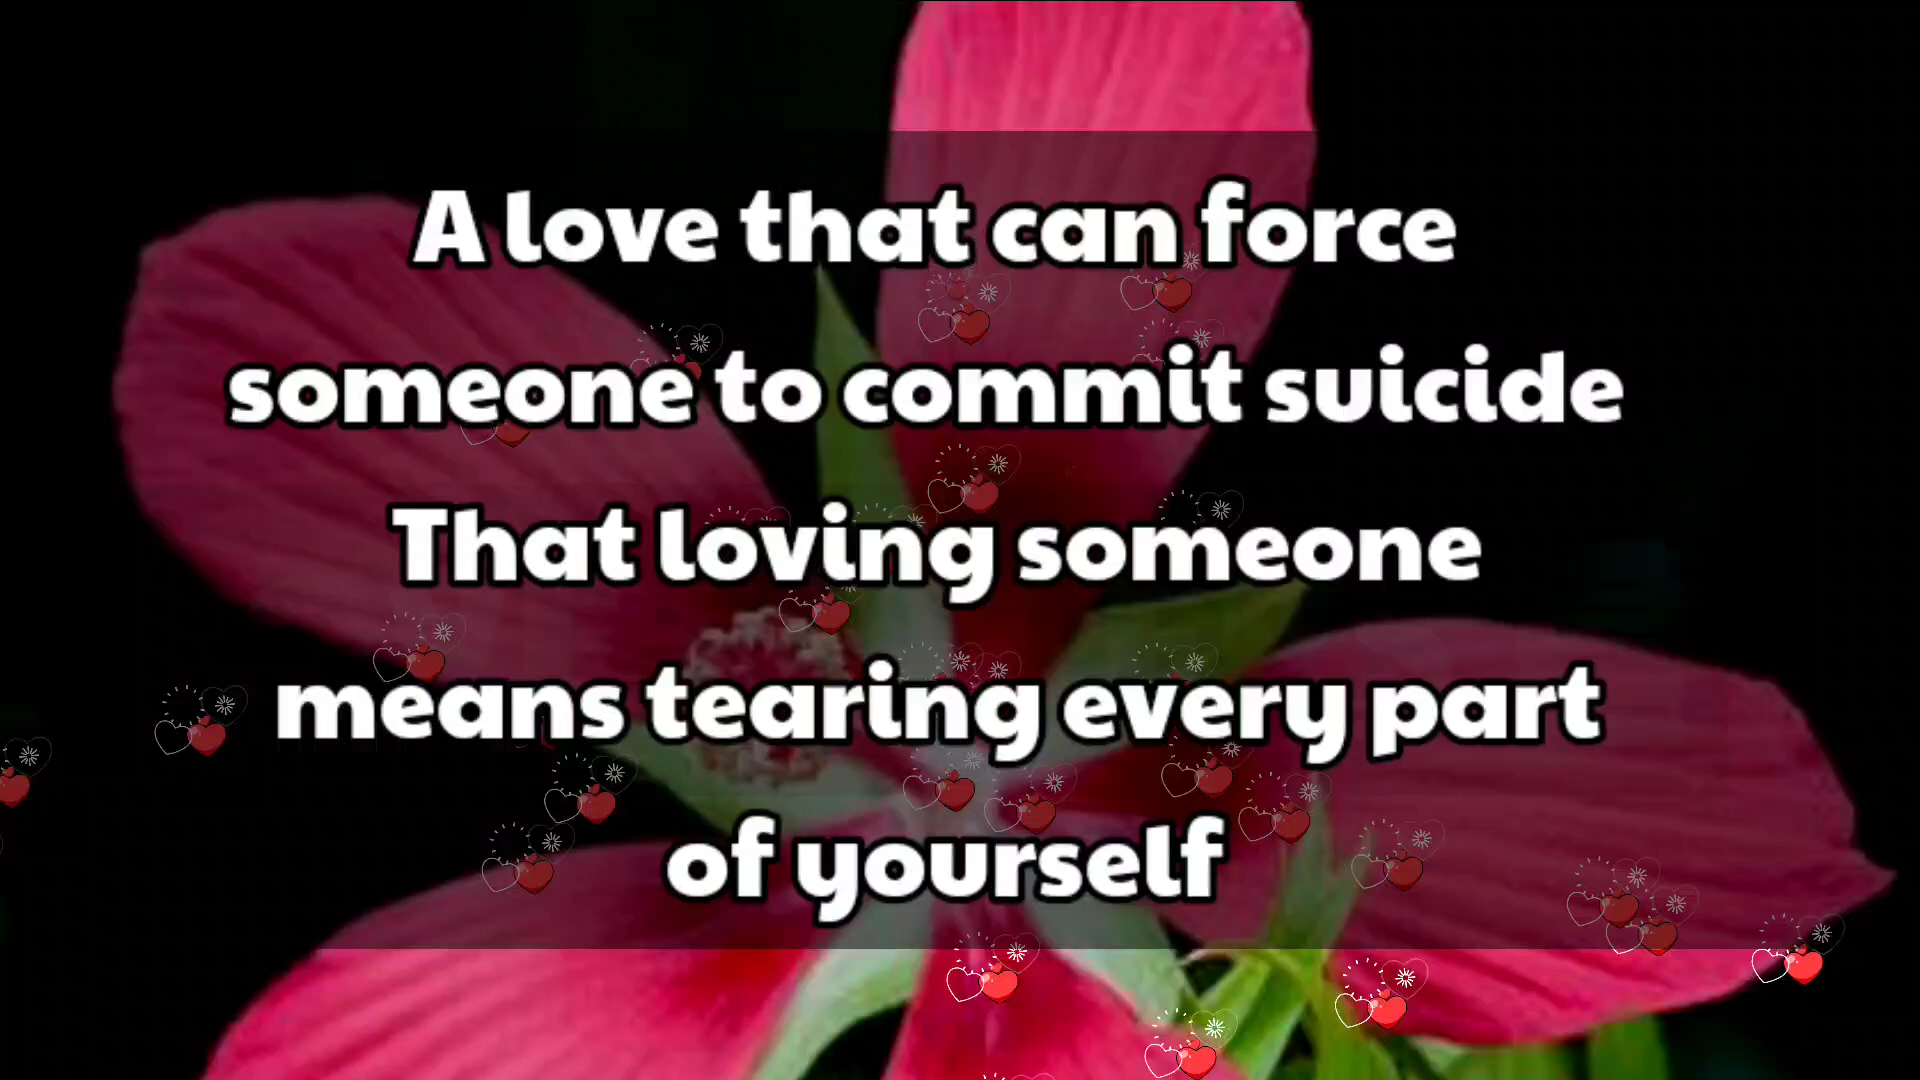 A love that can force
someone to commit suicide
That loving someone
means tearing every part
of yourself